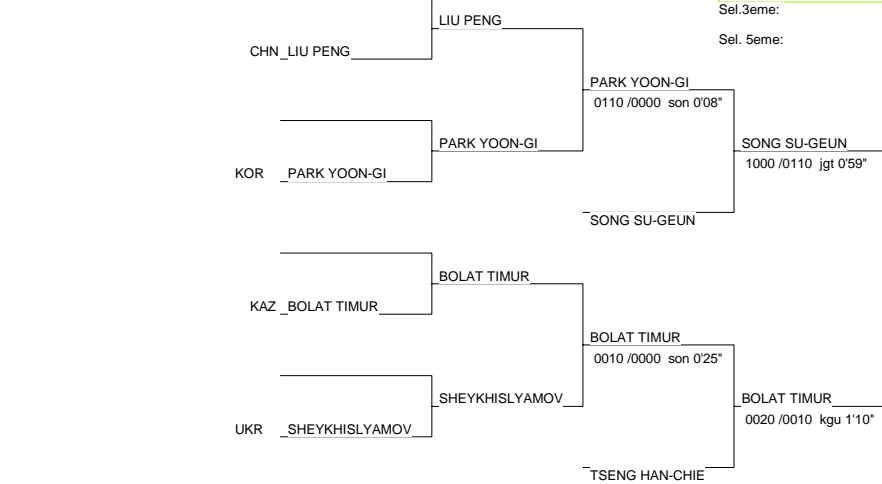 Sel.3eme:
LIU PENG
Sel. 5eme:
CHN LIU PENG
PARK YOON-GI
0110 /0000 son 0'08"
PARK YOON-GI
SONG SU-GEUN
1000 /0110 jgt 0'59"
KOR PARK YOON-GI
SONG SU-GEUN
BOLAT TIMUR
KAZ BOLAT TIMUR
BOLAT TIMUR
0010 /0000 son 0'25"
SHEYKHISLYAMOV
BOLAT TIMUR
0020 /0010 kgu 1'10"
UKR SHEYKHISLYAMOV
TSENG HAN-CHIE